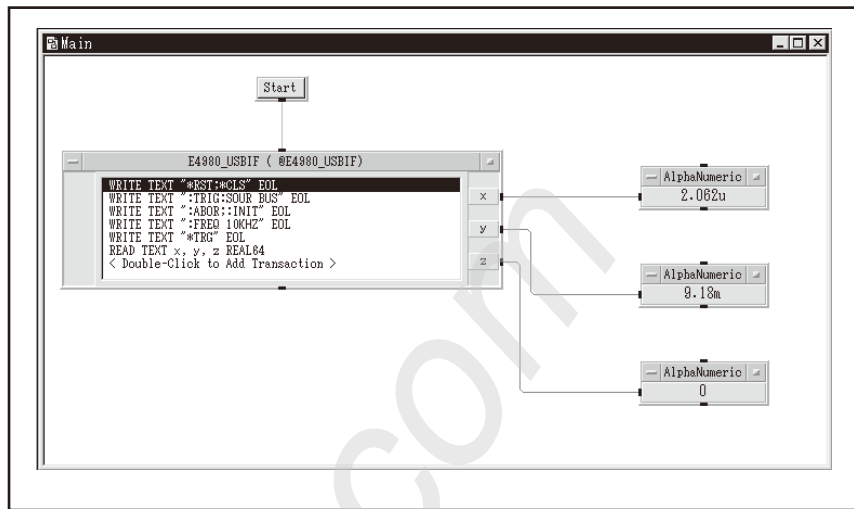 Main
Start
E4980_USBIF ( @E4980_USBIF)
WRITE TEXT "*RST;*CLS" EOL
WRITE TEXT ":TRIG:SOUR BUS" EOL
WRITE TEXT ":ABOR;:INIT" EOL
WRITE TEXT ":FREQ 10KHZ" EOL
WRITE TEXT "*TRG" EOL
READ TEXT x, y, z REAL64
< Double-Click to Add Transaction >
x
y
z
AlphaNumeric
2.062u
AlphaNumeric
9.18m
AlphaNumeric
0
.com